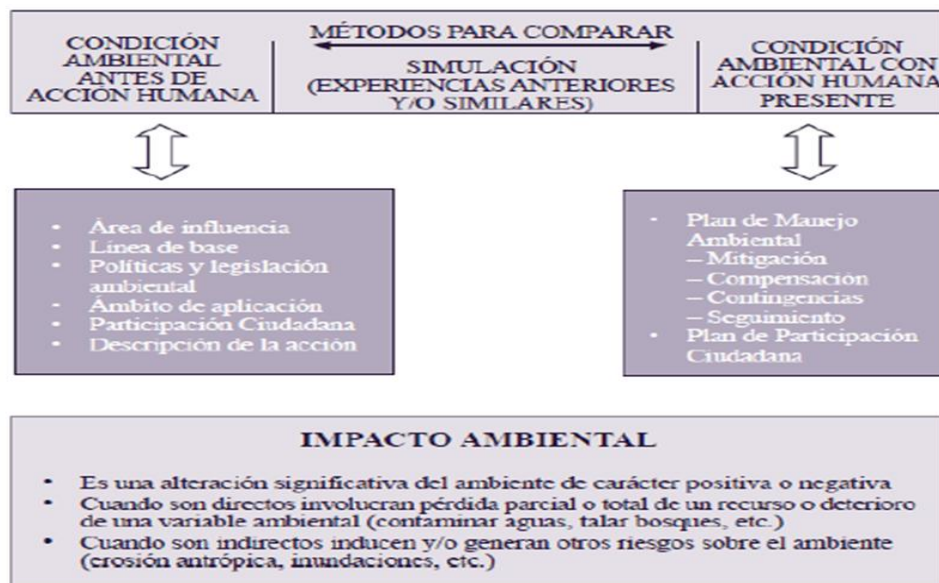 CONDICIÓN
AMBIENTAL
ANTES DE
ACCIÓN HUMANA
MÉTODOS PARA COMPARAR
SIMULACIÓN
(EXPERIENCIAS ANTERIORES
Y/O SIMILARES)
CONDICIÓN
AMBIENTAL CON
ACCIÓN HUMANA
PRESENTE
• Área de influencia
• Línea de base
• Políticas y legislación
ambiental
• Ámbito de aplicación
• Participación Ciudadana
• Descripción de la acción
• Plan de Manejo
Ambiental
– Mitigación
– Compensación
– Contingencias
– Seguimiento
• Plan de Participación
Ciudadana
IMPACTO AMBIENTAL
• Es una alteración significativa del ambiente de carácter positiva o negativa
• Cuando son directos involucran pérdida parcial o total de un recurso o deterioro
de una variable ambiental (contaminar aguas, talar bosques, etc.)
• Cuando son indirectos inducen y/o generan otros riesgos sobre el ambiente
(erosión antrópica, inundaciones, etc.)